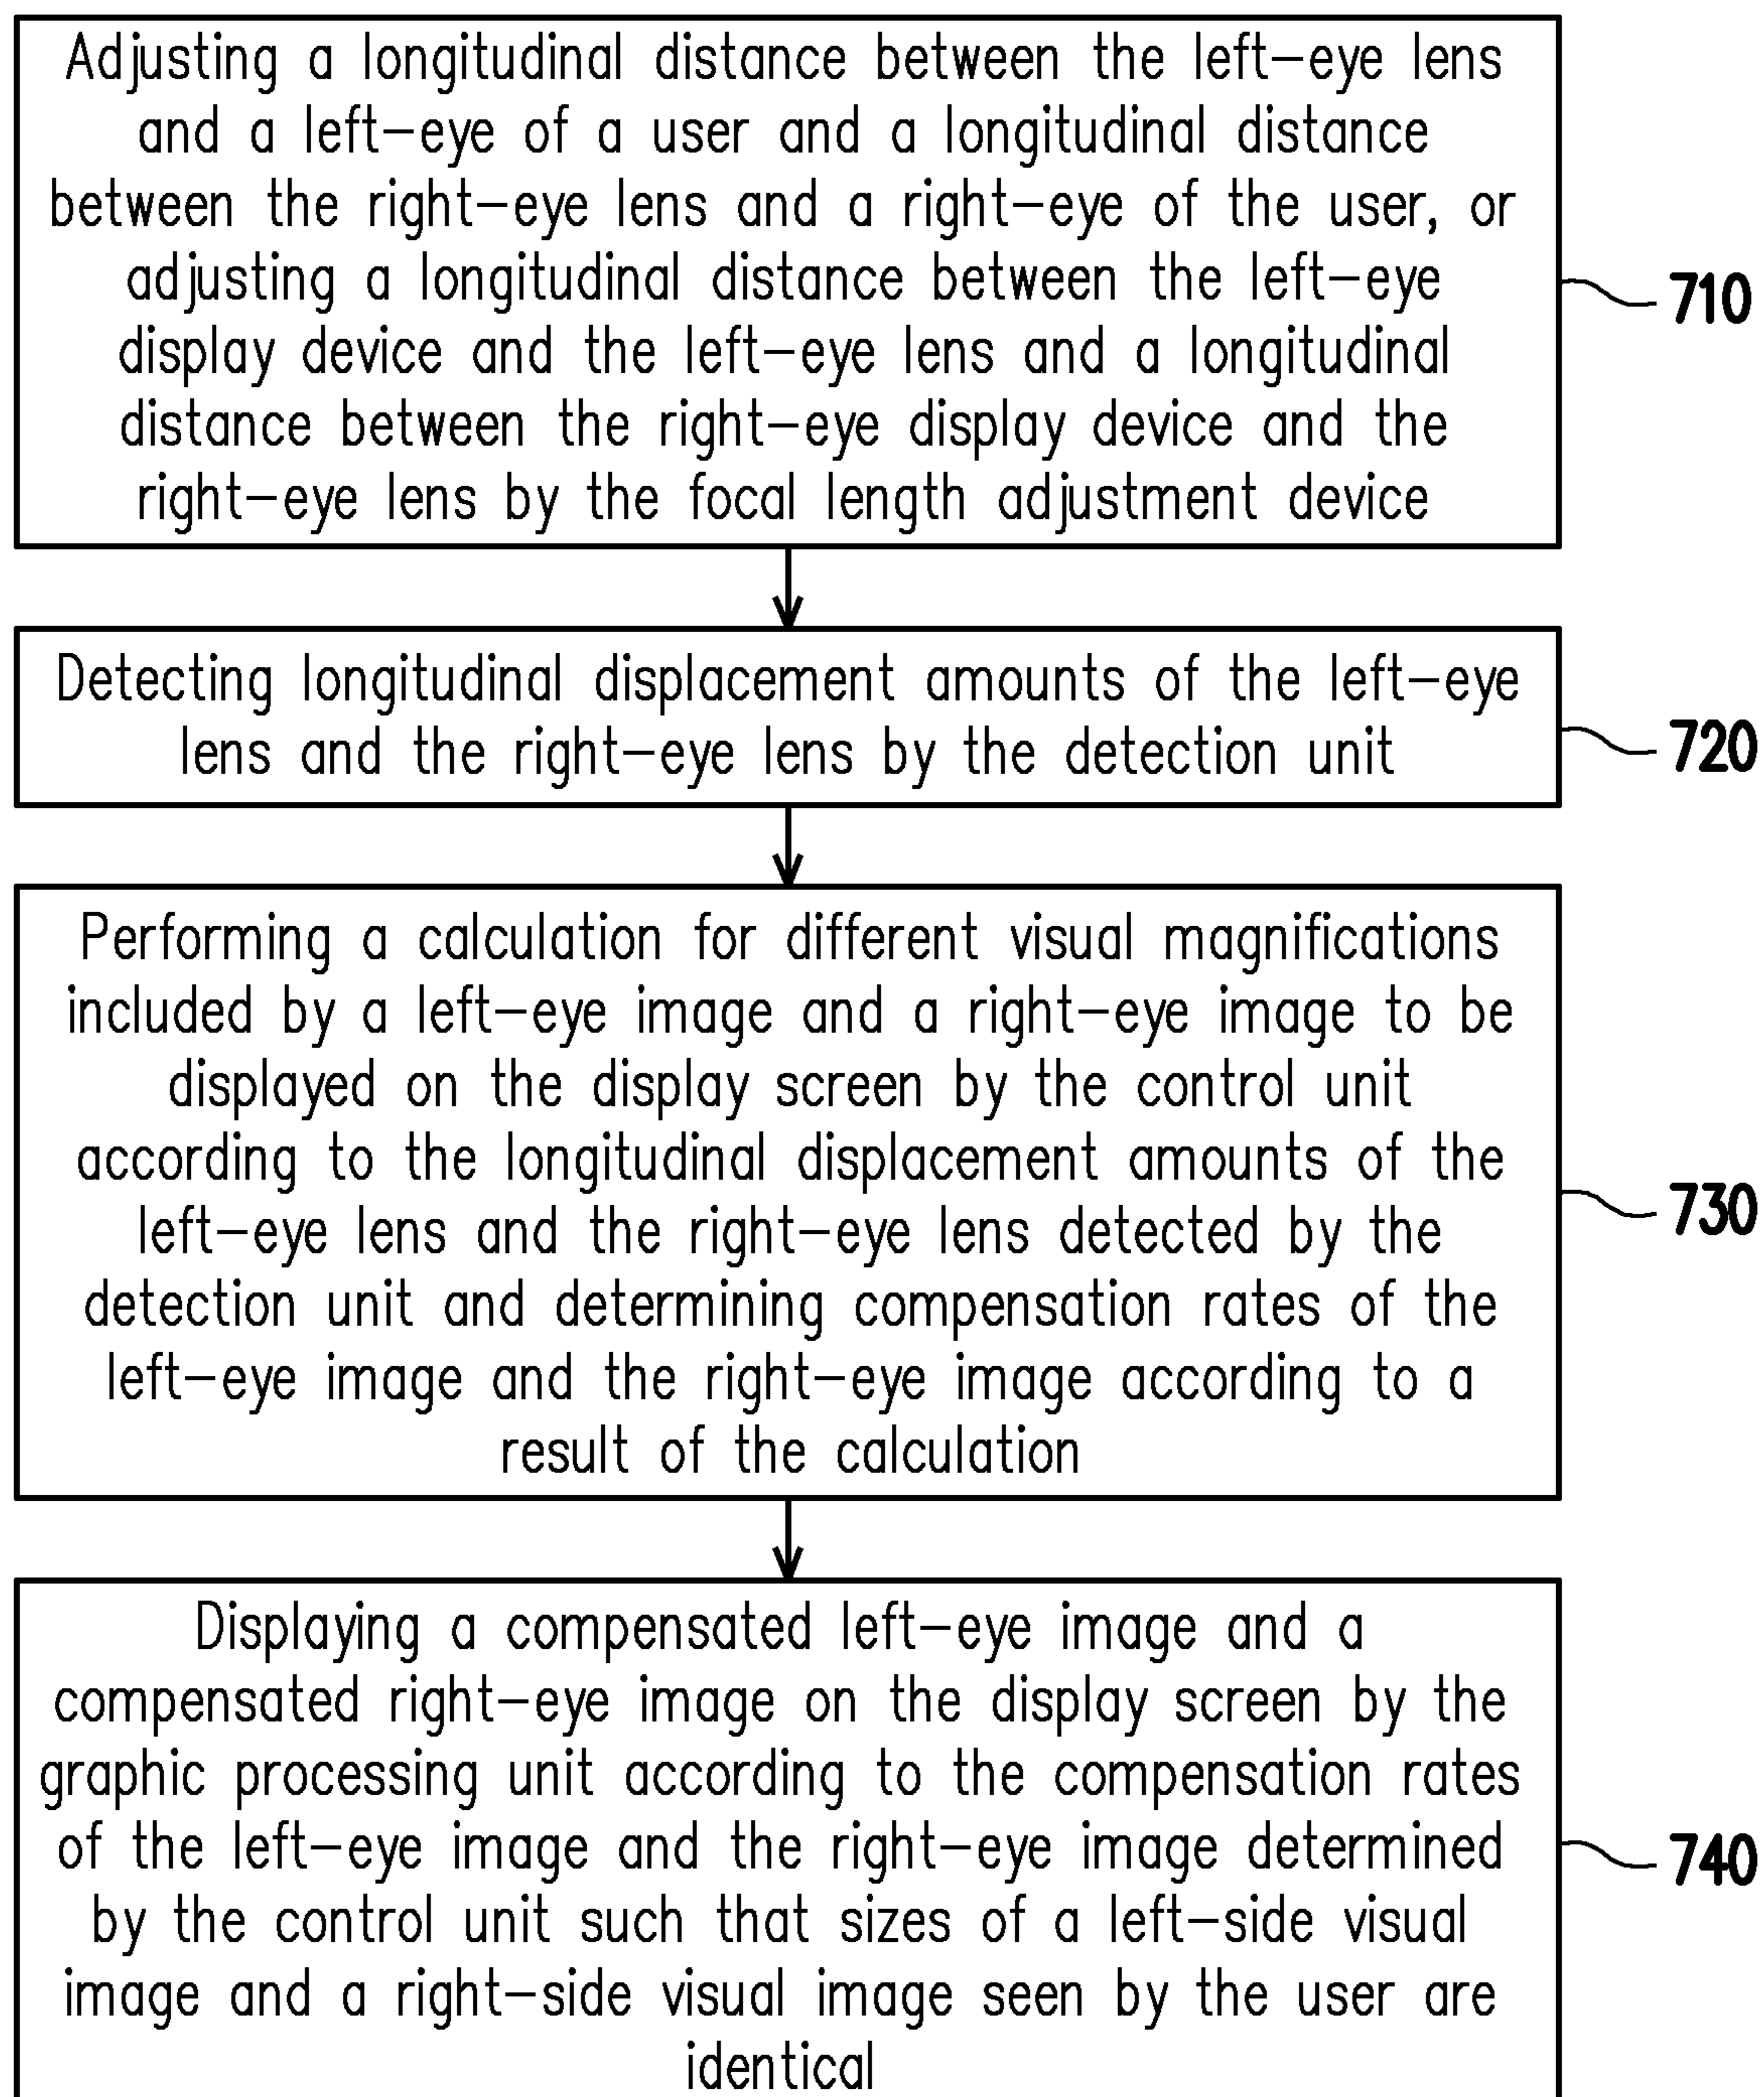 Adjusting a longitudinal distance between the left-eye lens
and a left-eye of a user and a longitudinal distance
between the right-eye lens and a right-eye of the user, or
adjusting a longitudinal distance between the left-eye
display device and the left-eye lens and a longitudinal
distance between the right-eye display device and the
right-eye lens by the focal length adjustment device
710
Detecting longitudinal displacement amounts of the left-eye
lens and the right-eye lens by the detection unit
720
Performing a calculation for different visual magnifications
included by a left-eye image and a right-eye image to be
displayed on the display screen by the control unit
according to the longitudinal displacement amounts of the
left-eye lens and the right-eye lens detected by the
detection unit and determining compensation rates of the
left-eye image and the right-eye image according to a
result of the calculation
730
Displaying a compensated left-eye image and a
compensated right-eye image on the display screen by the
graphic processing unit according to the compensation rates
of the left-eye image and the right-eye image determined
by the control unit such that sizes of a left-side visual
image and a right-side visual image seen by the user are
identical
740